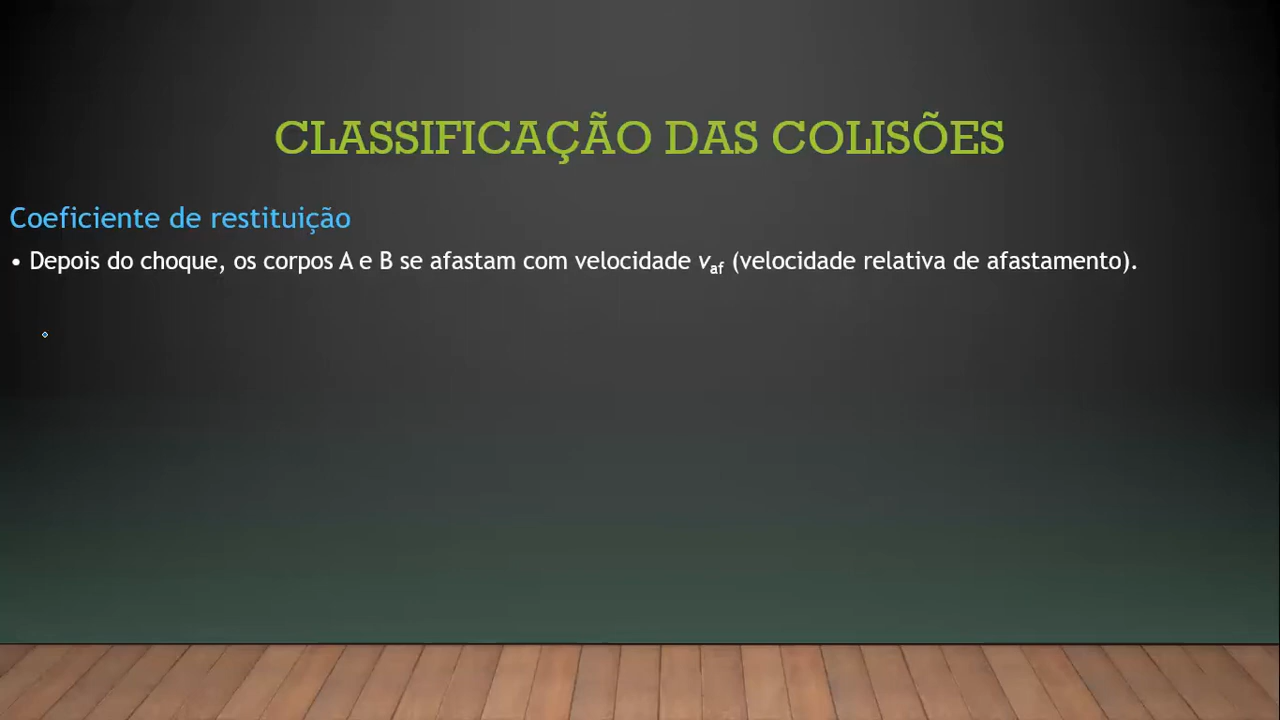 CLASSIFICAÇÃO DAS COLISÕES
Coeficiente de restituição
• Depois do choque, os corpos A e B se afastam com velocidade vaf (velocidade relativa de afastamento).